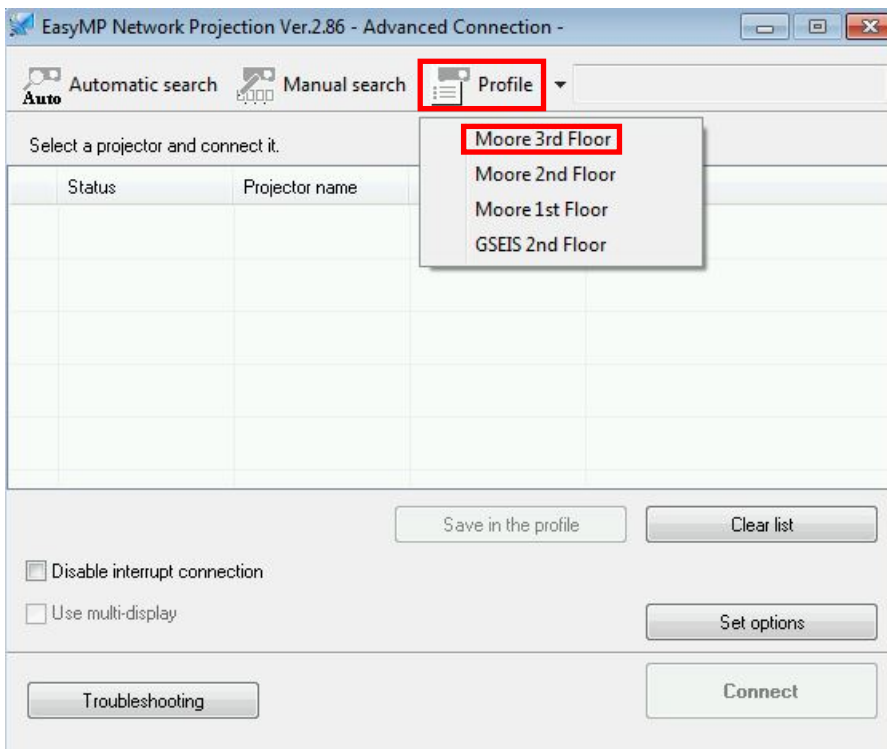 EasyMP Network Projection Ver.2.86 - Advanced Connection -
Auto Automatic search Manual search Profile
Select a projector and connect it.
Moore 3rd Floor
Moore 2nd Floor
Moore 1st Floor
GSEIS 2nd Floor
Status Projector name
Save in the profile Clear list
Disable interrupt connection
Use multi-display
Set options
Troubleshooting Connect